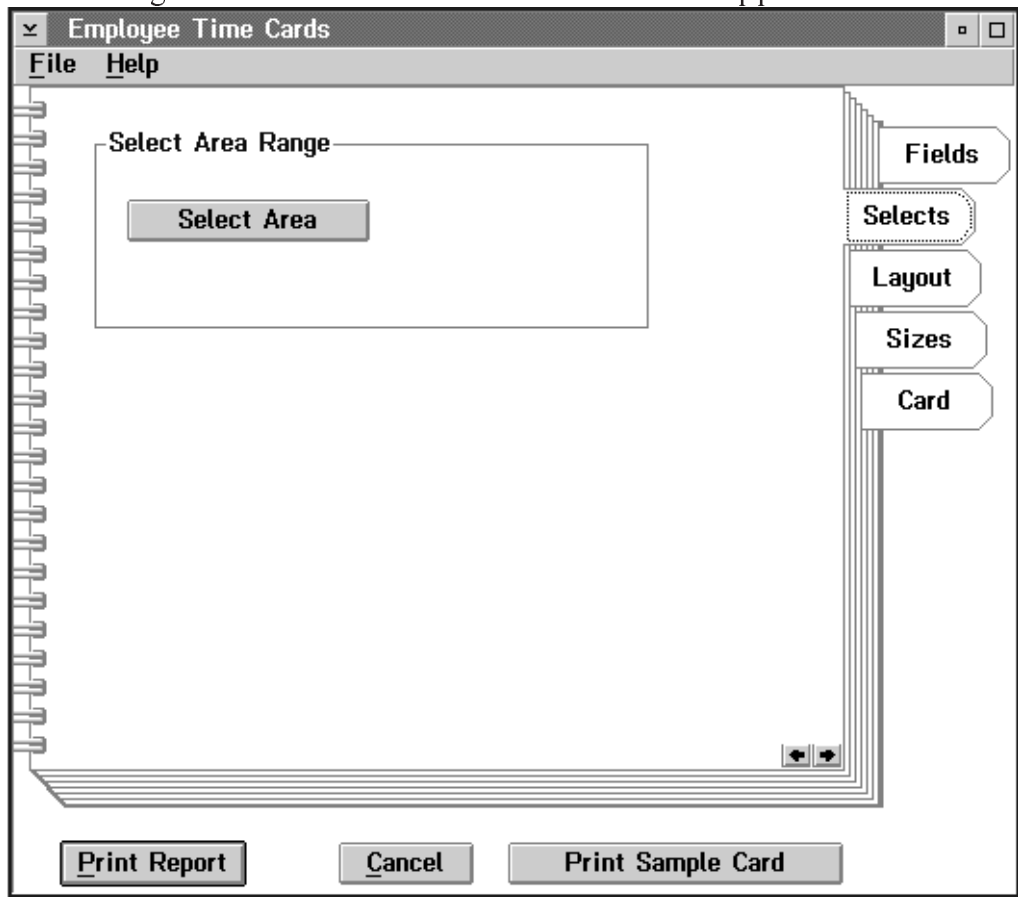 Employee Time Cards
File Help
Select Area Range
Select Area
Fields
Selects
Layout
Sizes
Card
Print Report Cancel Print Sample Card